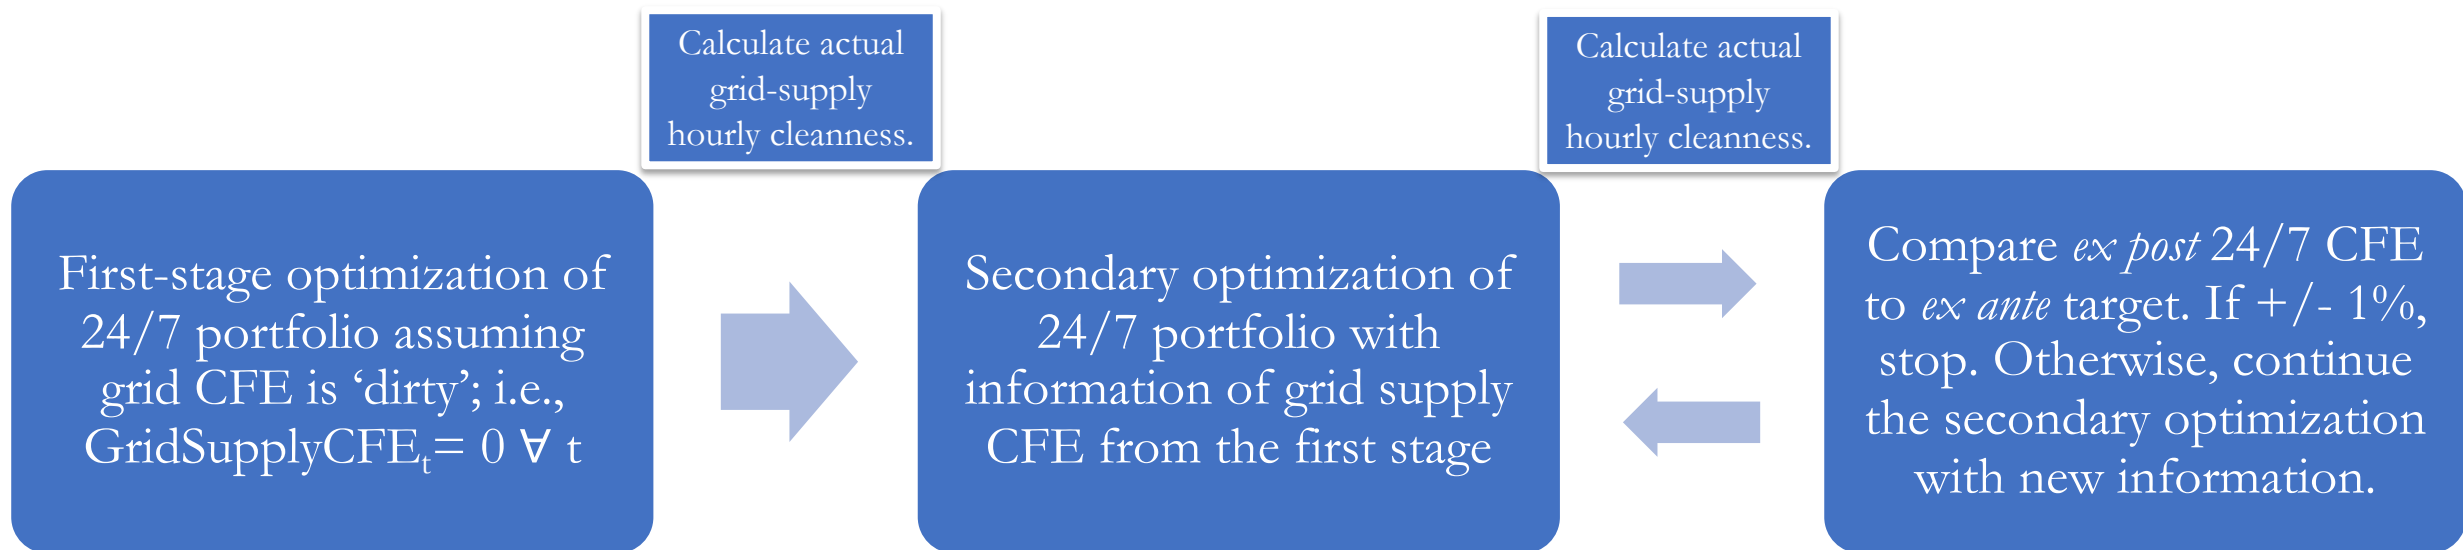 Calculate actual
grid-supply
hourly cleanness.
Calculate actual
grid-supply
hourly cleanness.
First-stage optimization of
24/7 portfolio assuming
grid CFE is ‘dirty’; i.e.,
GridSupplyCFEₜ= 0 ∀ t
Secondary optimization of
24/7 portfolio with
information of grid supply
CFE from the first stage
Compare ex post 24/7 CFE
to ex ante target. If +/- 1%,
stop. Otherwise, continue
the secondary optimization
with new information.